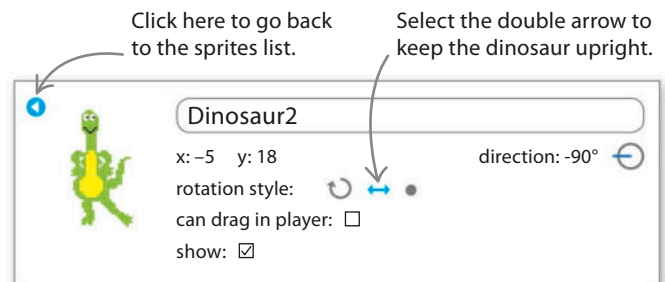 Click here to go back
to the sprites list.
Select the double arrow to
keep the dinosaur upright.
Dinosaur2
x: –5 y: 18 direction: -90°
rotation style:
can drag in player:
show: